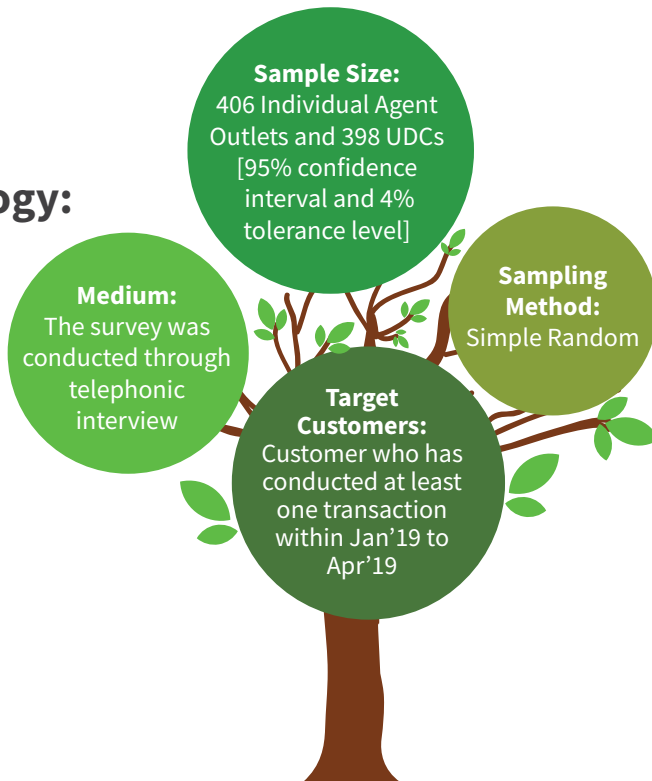 ogy:
Sample Size:
406 Individual Agent
Outlets and 398 UDCs
[95% confidence
interval and 4%
tolerance level]
Medium:
The survey was
conducted through
telephonic
interview
Sampling
Method:
Simple Random
Target
Customers:
Customer who has
conducted at least
one transaction
within Jan’19 to
Apr’19